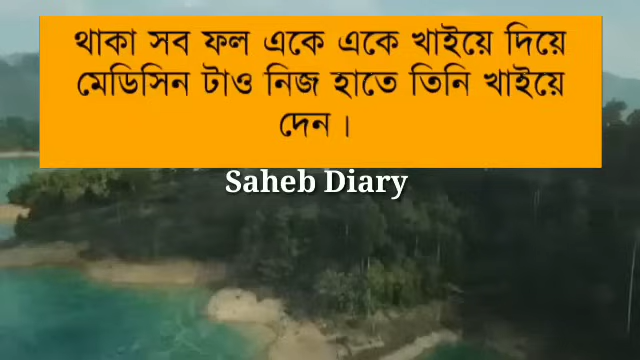 থাকা সব ফল একে একে খাইয়ে দিয়ে
মেডিসিন টাও নিজ হাতে তিনি খাইয়ে
দেন।
Saheb Diary